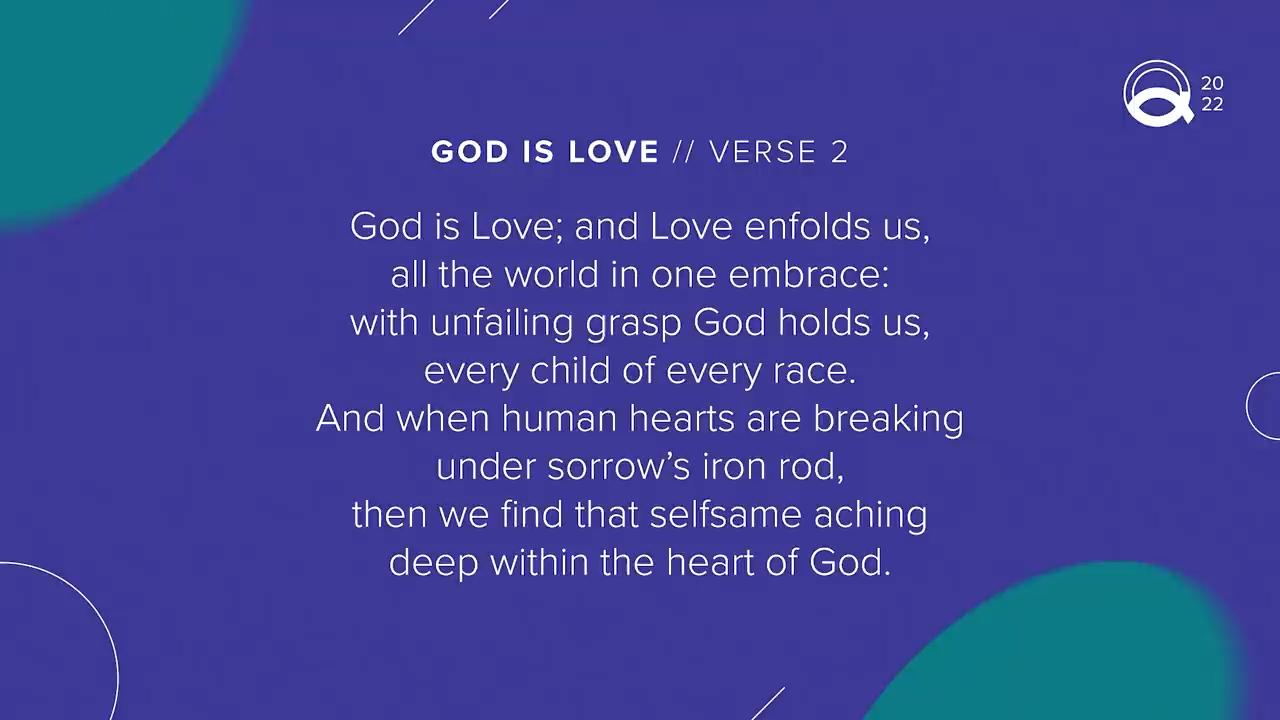 20
22
GOD IS LOVE // VERSE 2
God is Love; and Love enfolds us,
all the world in one embrace:
with unfailing grasp God holds us,
every child of every race.
And when human hearts are breaking
under sorrow’s iron rod,
then we find that selfsame aching
deep within the heart of God.